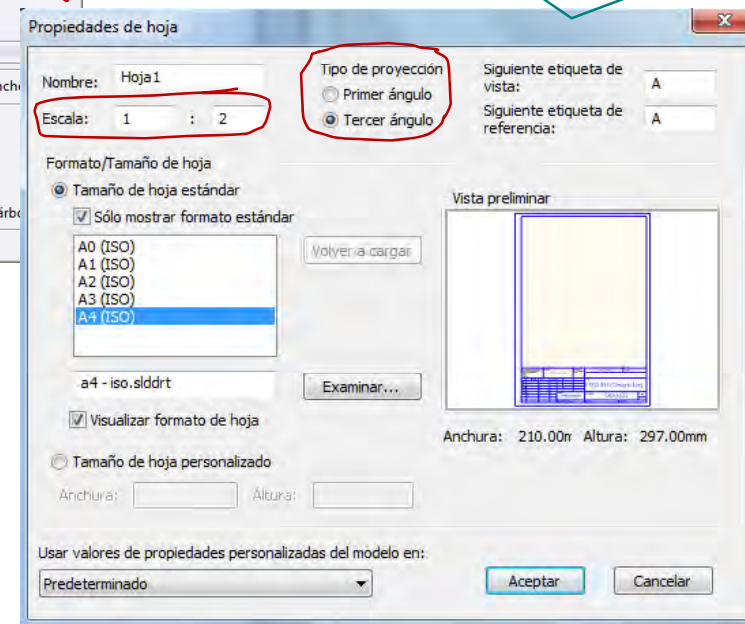 Propiedades de hoja
Nombre: Hoja1
Escala: 1 : 2
Tipo de proyección
Primer ángulo
Tercer ángulo
Siguiente etiqueta de vista: A
Siguiente etiqueta de referencia: A
Formato/Tamaño de hoja
Tamaño de hoja estándar
Sólo mostrar formato estándar
A0 (ISO)
A1 (ISO)
A2 (ISO)
A3 (ISO)
A4 (ISO)
Volver a cargar
a4 - iso.slddrt
Examinar...
Visualizar formato de hoja
Tamaño de hoja personalizado
Anchura:
Altura:
Vista preliminar
Anchura: 210.00m Altura: 297.00mm
Usar valores de propiedades personalizadas del modelo en:
Predeterminado
Aceptar
Cancelar